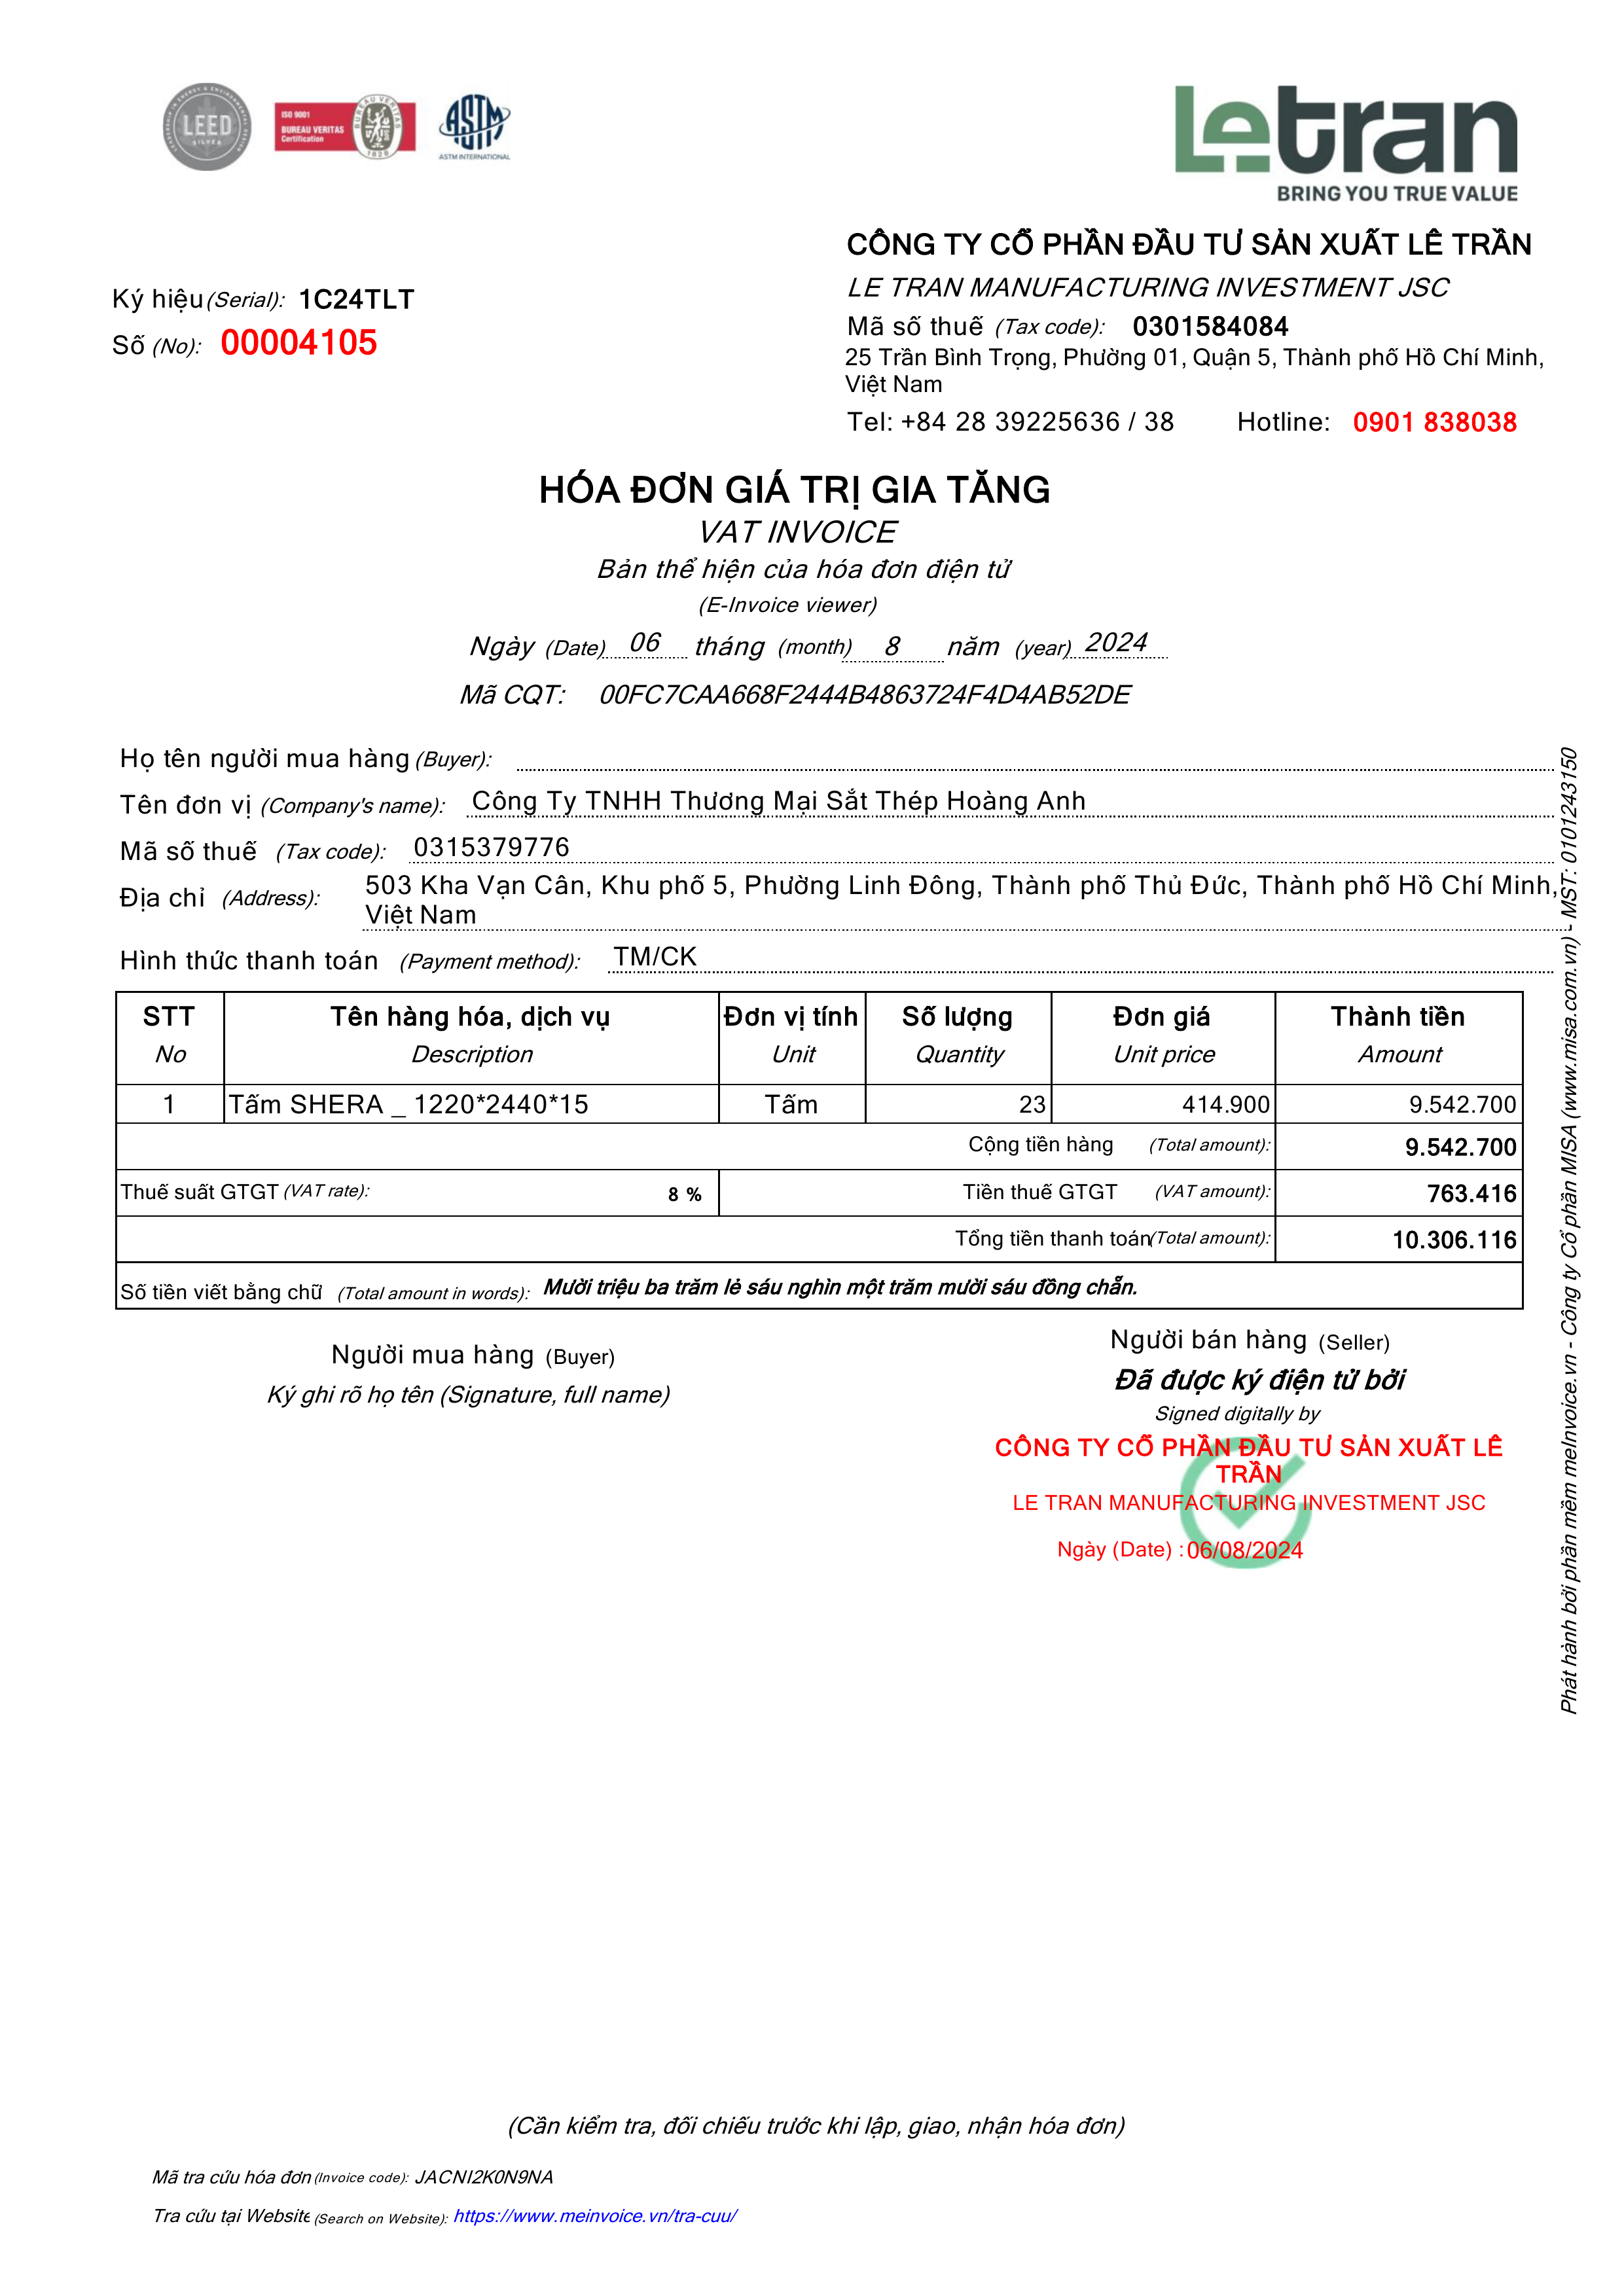 LEED
SILVER
ISO 9001
BUREAU VERITAS
Certification
BUREAU VERITAS
1828
ASTM
ASTM INTERNATIONAL
Letran
BRING YOU TRUE VALUE
CÔNG TY CỔ PHẦN ĐẦU TƯ SẢN XUẤT LÊ TRẦN
LE TRAN MANUFACTURING INVESTMENT JSC
Ký hiệu (Serial): 1C24TLT
Số (No): 00004105
Mã số thuế (Tax code): 0301584084
25 Trần Bình Trọng, Phường 01, Quận 5, Thành phố Hồ Chí Minh,
Việt Nam
Tel: +84 28 39225636 / 38 Hotline: 0901 838038
HÓA ĐƠN GIÁ TRỊ GIA TĂNG
VAT INVOICE
Bản thể hiện của hóa đơn điện tử
(E-Invoice viewer)
Ngày (Date) 06 tháng (month) 8 năm (year) 2024
Mã CQT: 00FC7CAA668F2444B4863724F4D4AB52DE
Họ tên người mua hàng (Buyer):
Tên đơn vị (Company's name): Công Ty TNHH Thương Mại Sắt Thép Hoàng Anh
Mã số thuế (Tax code): 0315379776
Địa chỉ (Address): 503 Kha Vạn Cân, Khu phố 5, Phường Linh Đông, Thành phố Thủ Đức, Thành phố Hồ Chí Minh,
Việt Nam
Hình thức thanh toán (Payment method): TM/CK
STT Tên hàng hóa, dịch vụ Đơn vị tính Số lượng Đơn giá Thành tiền
No Description Unit Quantity Unit price Amount
1 Tấm SHERA _ 1220*2440*15 Tấm 23 414.900 9.542.700
Cộng tiền hàng (Total amount): 9.542.700
Thuế suất GTGT (VAT rate): 8 % Tiền thuế GTGT (VAT amount): 763.416
Tổng tiền thanh toán (Total amount): 10.306.116
Số tiền viết bằng chữ (Total amount in words): Mười triệu ba trăm lẻ sáu nghìn một trăm mười sáu đồng chẵn.
Người mua hàng (Buyer)
Ký ghi rõ họ tên (Signature, full name)
Người bán hàng (Seller)
Đã được ký điện tử bởi
Signed digitally by
CÔNG TY CỔ PHẦN ĐẦU TƯ SẢN XUẤT LÊ
TRẦN
LE TRAN MANUFACTURING INVESTMENT JSC
Ngày (Date) : 06/08/2024
Phát hành bởi phần mềm meInvoice.vn - Công ty Cổ phần MISA (www.misa.com.vn) - MST: 0101243150
(Cần kiểm tra, đối chiếu trước khi lập, giao, nhận hóa đơn)
Mã tra cứu hóa đơn (Invoice code): JACNI2K0N9NA
Tra cứu tại Website (Search on Website): https://www.meinvoice.vn/tra-cuu/